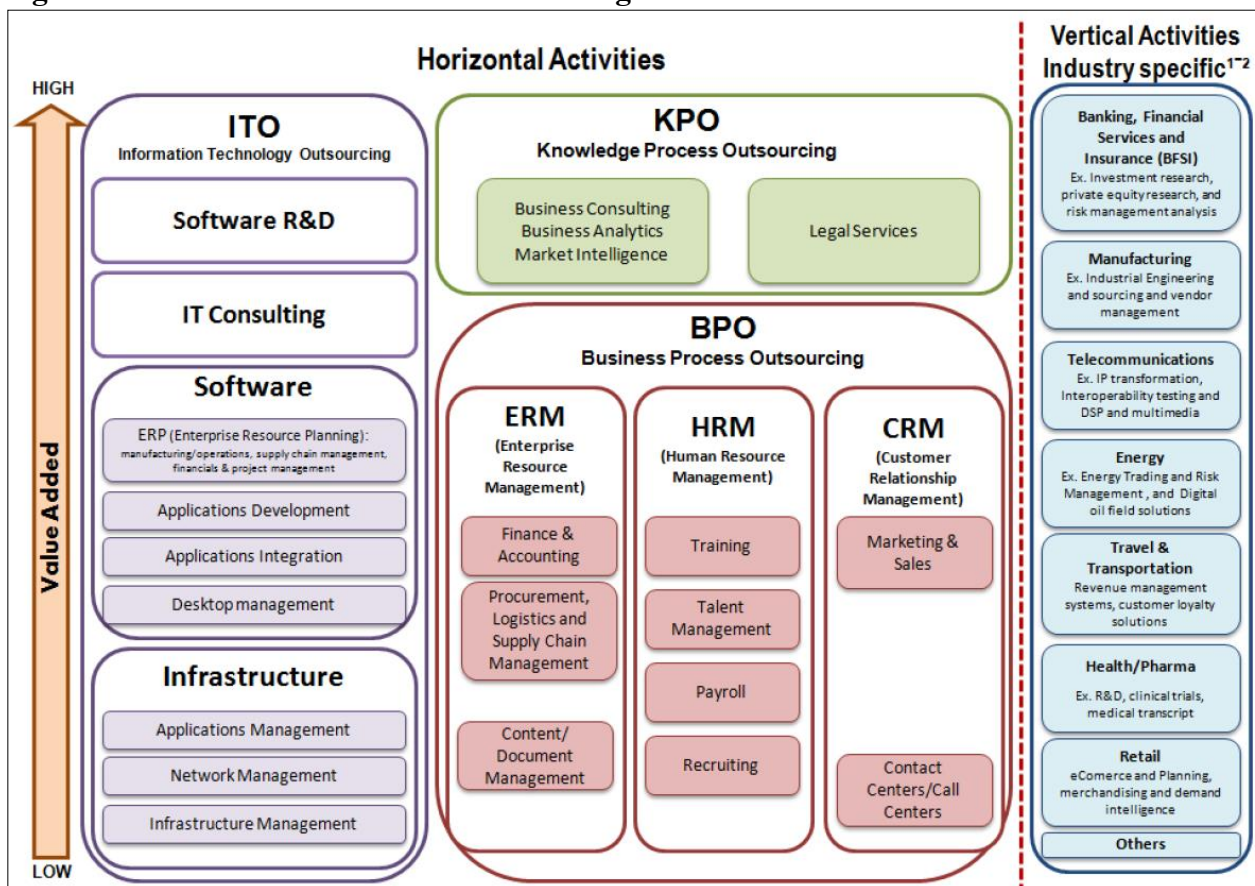 Horizontal Activities
Vertical Activities
Industry specific¹⁻²
HIGH
Value Added
LOW
ITO
Information Technology Outsourcing
Software R&D
IT Consulting
Software
ERP (Enterprise Resource Planning):
manufacturing/operations, supply chain management,
financials & project management
Applications Development
Applications Integration
Desktop management
Infrastructure
Applications Management
Network Management
Infrastructure Management
KPO
Knowledge Process Outsourcing
Business Consulting
Business Analytics
Market Intelligence
Legal Services
BPO
Business Process Outsourcing
ERM
(Enterprise
Resource
Management)
Finance &
Accounting
Procurement,
Logistics and
Supply Chain
Management
Content/
Document
Management
HRM
(Human Resource
Management)
Training
Talent
Management
Payroll
Recruiting
CRM
(Customer
Relationship
Management)
Marketing &
Sales
Contact
Centers/Call
Centers
Banking, Financial
Services and
Insurance (BFSI)
Ex. Investment research,
private equity research, and
risk management analysis
Manufacturing
Ex. Industrial Engineering
and sourcing and vendor
management
Telecommunications
Ex. IP transformation,
Interoperability testing and
DSP and multimedia
Energy
Ex. Energy Trading and Risk
Management , and Digital
oil field solutions
Travel &
Transportation
Revenue management
systems, customer loyalty
solutions
Health/Pharma
Ex. R&D, clinical trials,
medical transcript
Retail
eComerce and Planning,
merchandising and demand
intelligence
Others